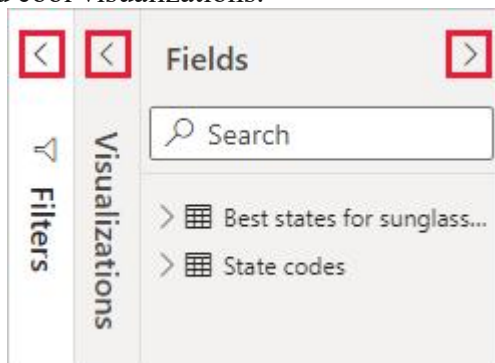 Fields
Search
Filters
Visualizations
Best states for sunglass...
State codes